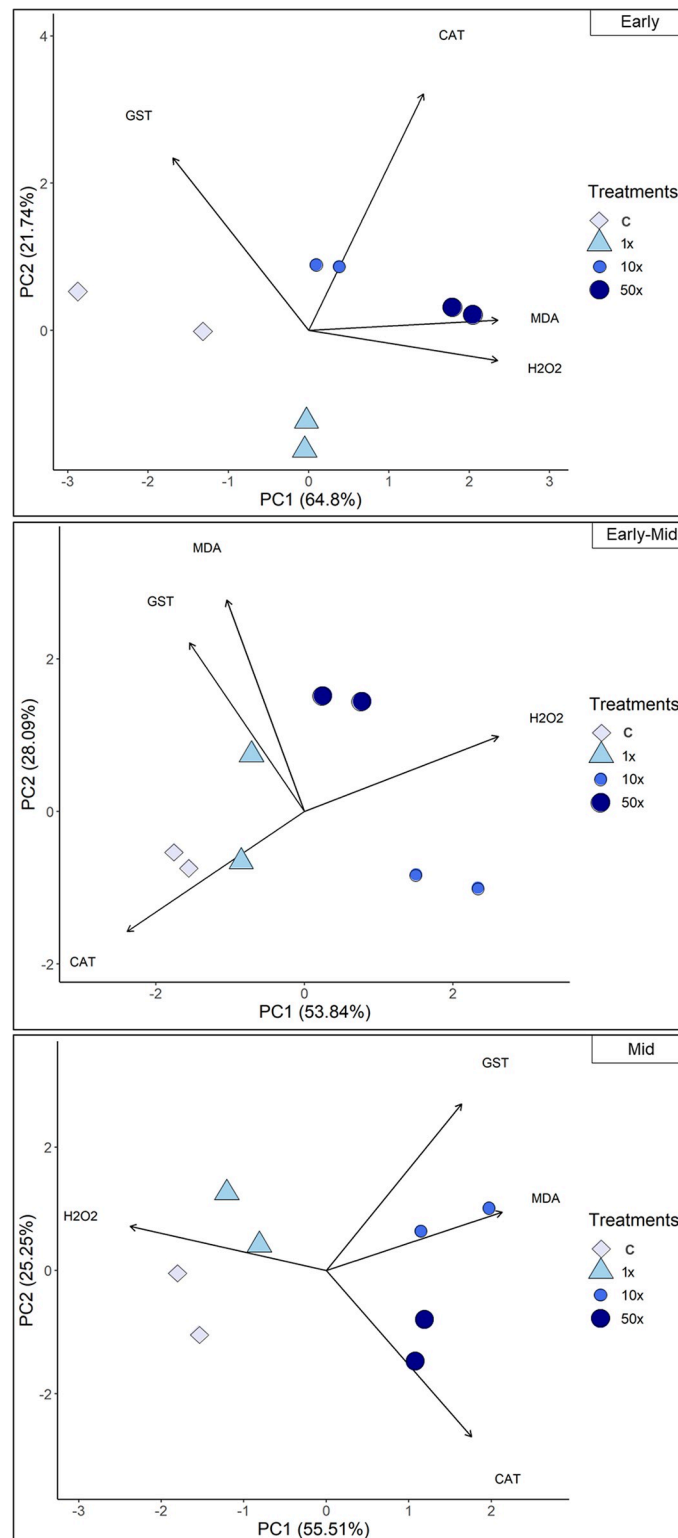 Early
CAT
GST
MDA
H2O2
4
2
0
PC2 (21.74%)
-3 -2 -1 0 1 2 3
PC1 (64.8%)
Treatments
C
1x
10x
50x
Early-Mid
MDA
GST
H2O2
CAT
2
0
-2
PC2 (28.09%)
-2 0 2
PC1 (53.84%)
Treatments
C
1x
10x
50x
Mid
GST
MDA
H2O2
CAT
2
0
-2
PC2 (25.25%)
-3 -2 -1 0 1 2
PC1 (55.51%)
Treatments
C
1x
10x
50x